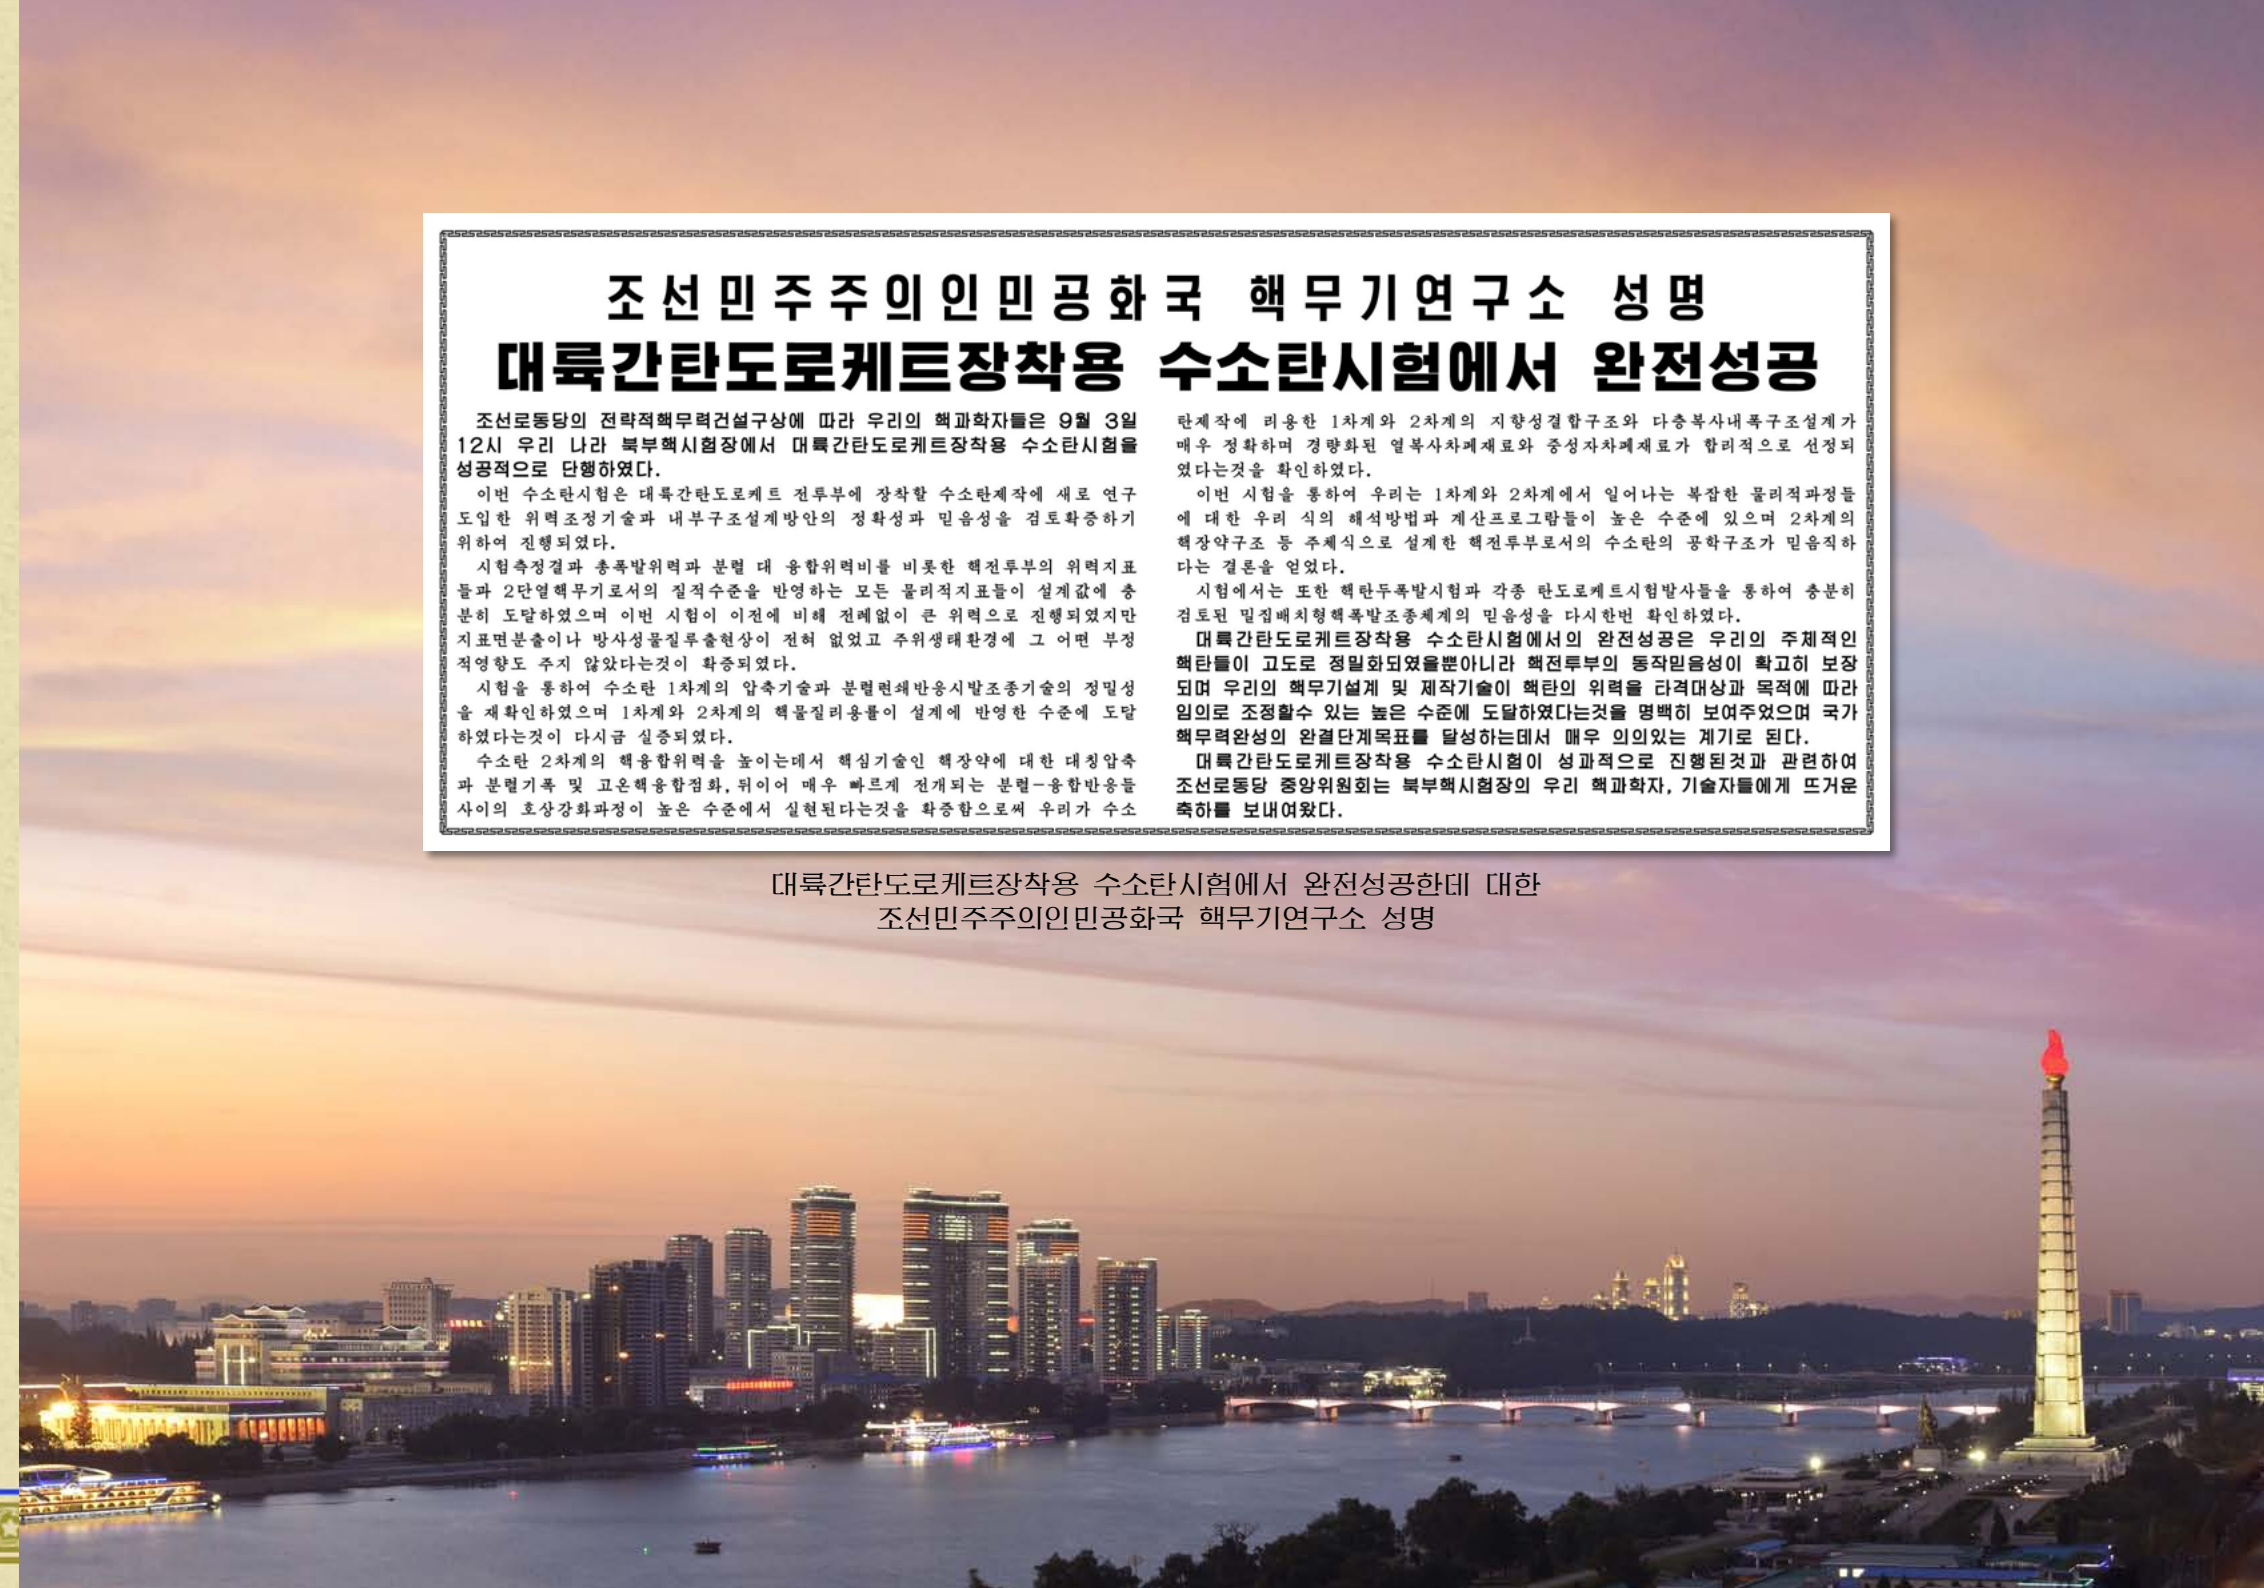 조선민주주의인민공화국 핵무기연구소 성명
대륙간탄도로케트장착용 수소탄시험에서 완전성공
조선로동당의 전략적핵무력건설구상에 따라 우리의 핵과학자들은 9월 3일
12시 우리 나라 북부핵시험장에서 대륙간탄도로케트장착용 수소탄시험을
성공적으로 단행하였다.
이번 수소탄시험은 대륙간탄도로케트 전투부에 장착할 수소탄제작에 새로 연구
도입한 위력조정기술과 내부구조설계방안의 정확성과 믿음성을 검토확증하기
위하여 진행되였다.
시험측정결과 총폭발위력과 분렬 대 융합위력비를 비롯한 핵전투부의 위력지표
들과 2단열핵무기로서의 질적수준을 반영하는 모든 물리적지표들이 설계값에 충
분히 도달하였으며 이번 시험이 이전에 비해 전례없이 큰 위력으로 진행되였지만
지표면분출이나 방사성물질루출현상이 전혀 없었고 주위생태환경에 그 어떤 부정
적영향도 주지 않았다는것이 확증되였다.
시험을 통하여 수소탄 1차계의 압축기술과 분렬련쇄반응시발조종기술의 정밀성
을 재확인하였으며 1차계와 2차계의 핵물질리용률이 설계에 반영한 수준에 도달
하였다는것이 다시금 실증되였다.
수소탄 2차계의 핵융합위력을 높이는데서 핵심기술인 핵장약에 대한 대칭압축
과 분렬기폭 및 고온핵융합점화, 뒤이어 매우 빠르게 전개되는 분렬-융합반응들
사이의 호상강화과정이 높은 수준에서 실현된다는것을 확증함으로써 우리가 수소
탄제작에 리용한 1차계와 2차계의 지향성결합구조와 다층복사내폭구조설계가
매우 정확하며 경량화된 열복사차폐재료와 중성자차폐재료가 합리적으로 선정되
였다는것을 확인하였다.
이번 시험을 통하여 우리는 1차계와 2차계에서 일어나는 복잡한 물리적과정들
에 대한 우리 식의 해석방법과 계산프로그람들이 높은 수준에 있으며 2차계의
핵장약구조 등 주체식으로 설계한 핵전투부로서의 수소탄의 공학구조가 믿음직하
다는 결론을 얻었다.
시험에서는 또한 핵탄두폭발시험과 각종 탄도로케트시험발사들을 통하여 충분히
검토된 밀집배치형핵폭발조종체계의 믿음성을 다시한번 확인하였다.
대륙간탄도로케트장착용 수소탄시험에서의 완전성공은 우리의 주체적인
핵탄들이 고도로 정밀화되였을뿐아니라 핵전투부의 동작믿음성이 확고히 보장
되며 우리의 핵무기설계 및 제작기술이 핵탄의 위력을 타격대상과 목적에 따라
임의로 조정할수 있는 높은 수준에 도달하였다는것을 명백히 보여주었으며 국가
핵무력완성의 완결단계목표를 달성하는데서 매우 의의있는 계기로 된다.
대륙간탄도로케트장착용 수소탄시험이 성과적으로 진행된것과 관련하여
조선로동당 중앙위원회는 북부핵시험장의 우리 핵과학자, 기술자들에게 뜨거운
축하를 보내여왔다.
대륙간탄도로케트장착용 수소탄시험에서 완전성공한데 대한
조선민주주의인민공화국 핵무기연구소 성명